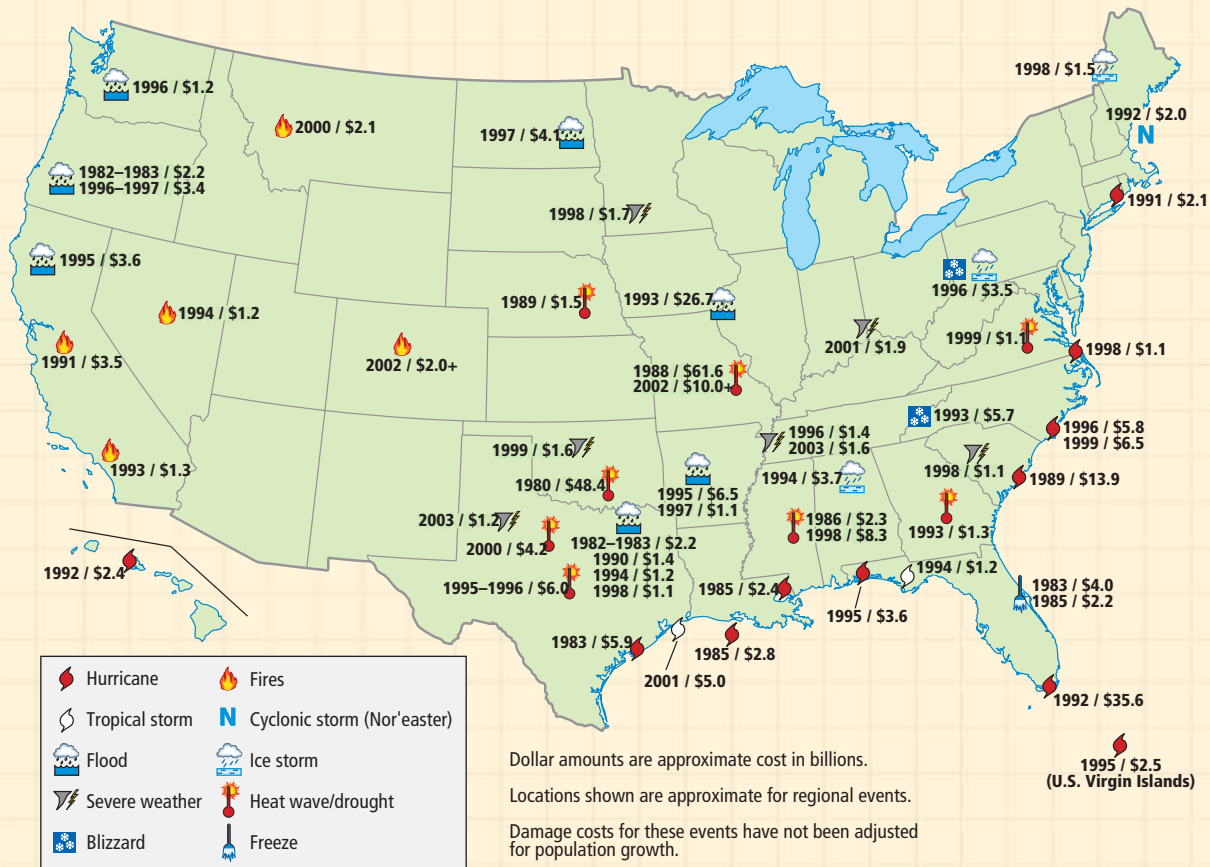 1998 / $1.5
1996 / $1.2
1992 / $2.0
N
2000 / $2.1
1997 / $4.1
1982–1983 / $2.2
1996–1997 / $3.4
1991 / $2.1
1998 / $1.7
1995 / $3.6
1996 / $3.5
1989 / $1.5
1993 / $26.7
1994 / $1.2
1999 / $1.1
2001 / $1.9
1998 / $1.1
1991 / $3.5
2002 / $2.0+
1988 / $61.6
2002 / $10.0+
1993 / $5.7
1996 / $5.8
1999 / $6.5
1996 / $1.4
2003 / $1.6
1999 / $1.6
1993 / $1.3
1998 / $1.1
1994 / $3.7
1989 / $13.9
1980 / $48.4
1995 / $6.5
1997 / $1.1
2003 / $1.2
1986 / $2.3
1998 / $8.3
1993 / $1.3
2000 / $4.2
1982–1983 / $2.2
1990 / $1.4
1994 / $1.2
1998 / $1.1
1994 / $1.2
1992 / $2.4
1995–1996 / $6.0
1985 / $2.4
1983 / $4.0
1985 / $2.2
1995 / $3.6
1983 / $5.9
1985 / $2.8
2001 / $5.0
1992 / $35.6
1995 / $2.5
(U.S. Virgin Islands)
Hurricane
Fires
Tropical storm
N Cyclonic storm (Nor'easter)
Flood
Ice storm
Severe weather
Heat wave/drought
Blizzard
Freeze
Dollar amounts are approximate cost in billions.
Locations shown are approximate for regional events.
Damage costs for these events have not been adjusted
for population growth.